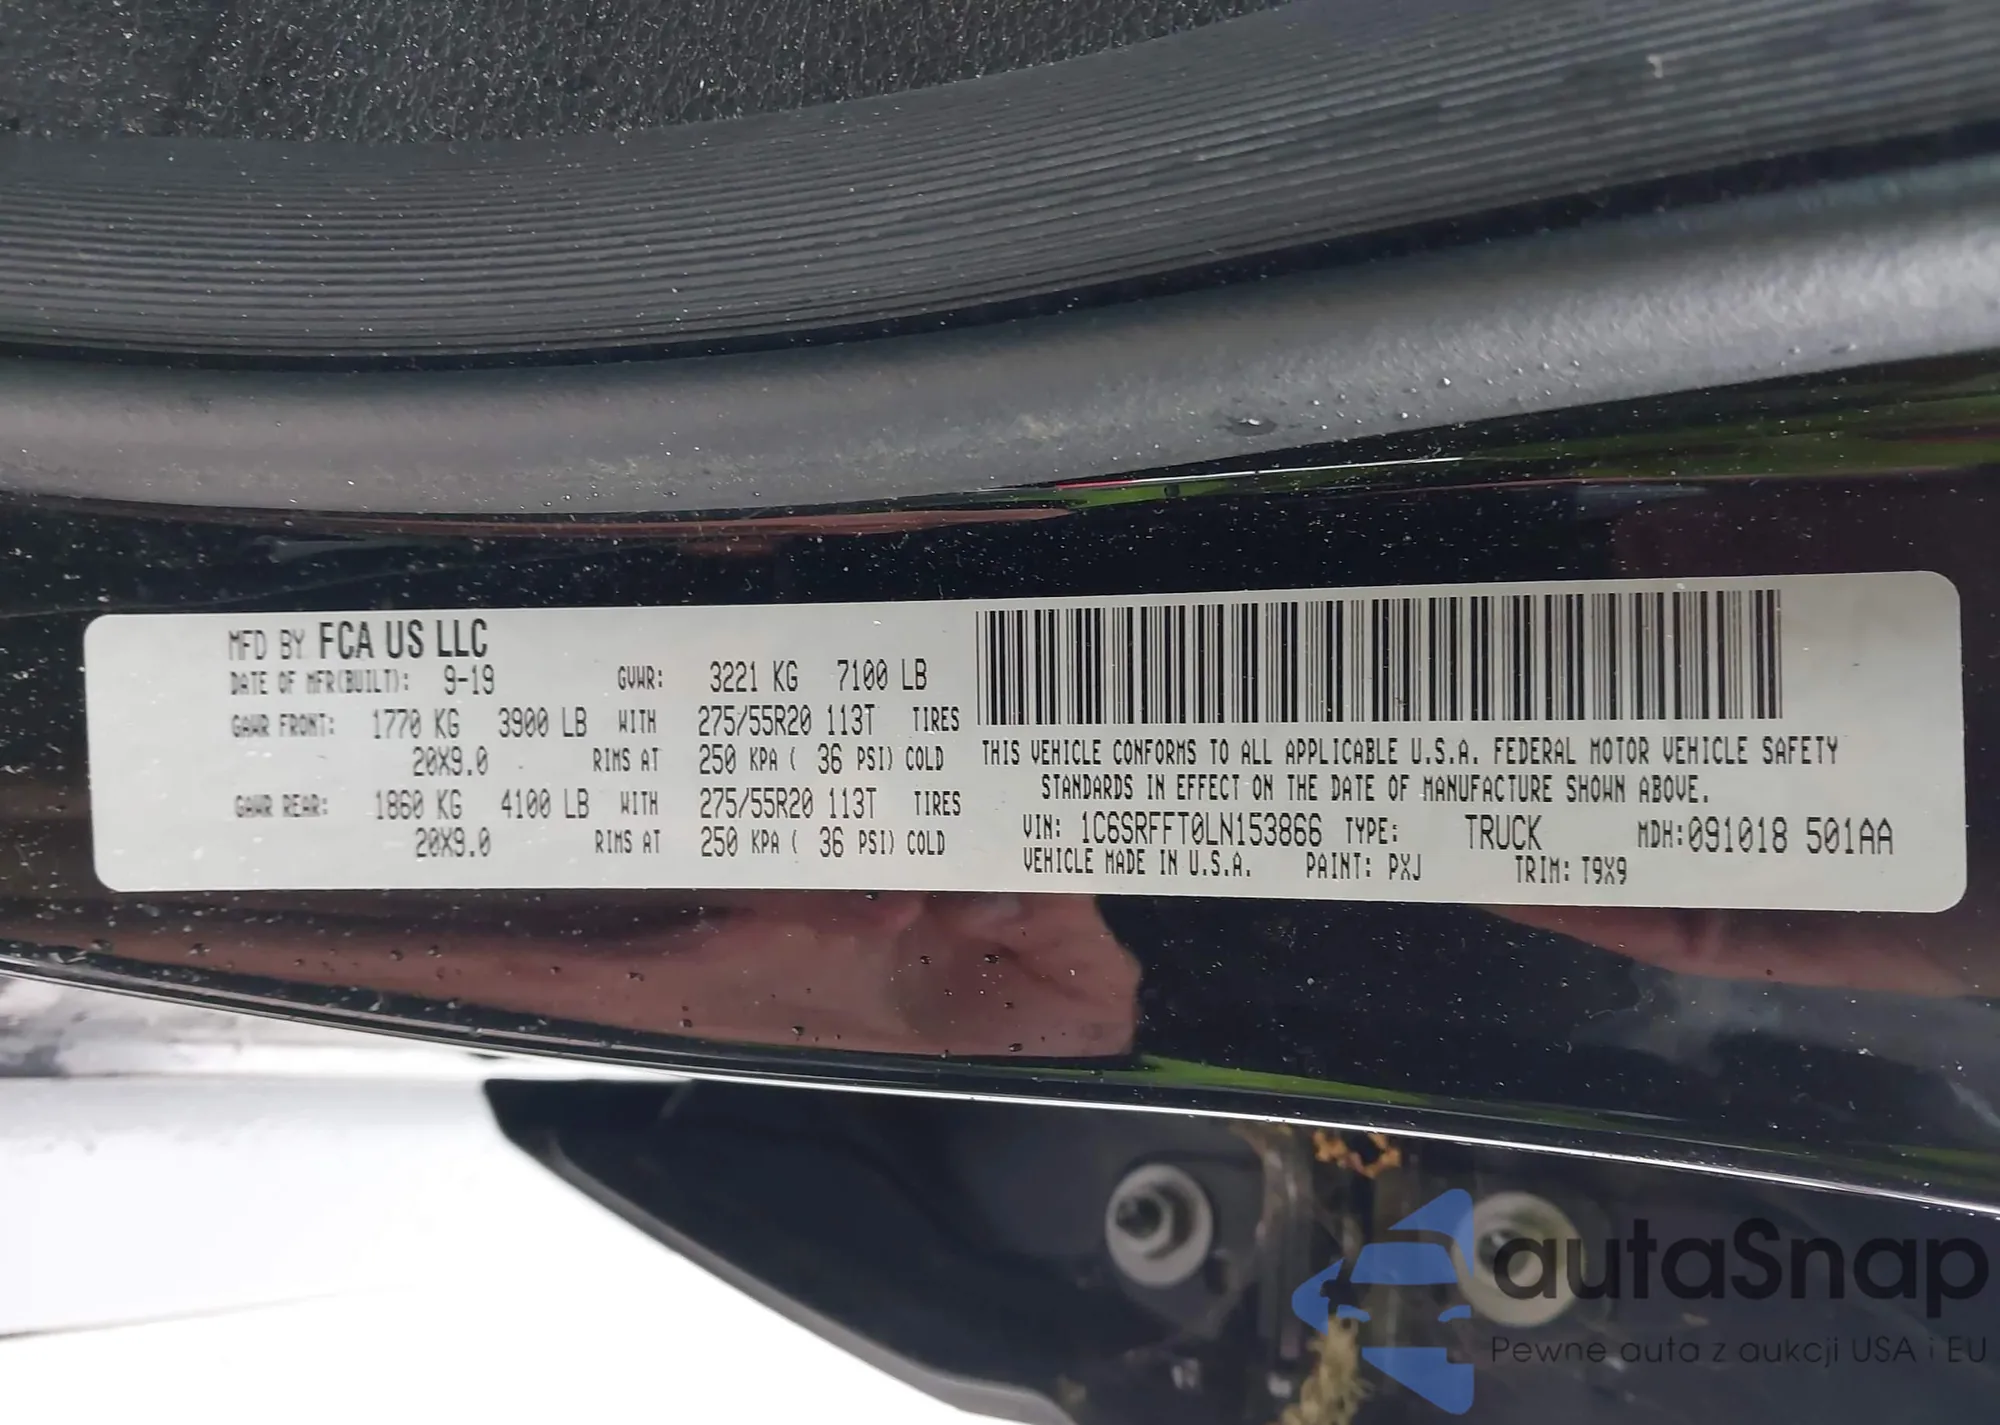 MFD BY FCA US LLC
DATE OF MFR(BUILT): 9-19 GVWR: 3221 KG 7100 LB
GAWR FRONT: 1770 KG 3900 LB WITH 275/55R20 113T TIRES
20X9.0 RIMS AT 250 KPA ( 36 PSI) COLD
GAWR REAR: 1860 KG 4100 LB WITH 275/55R20 113T TIRES
20X9.0 RIMS AT 250 KPA ( 36 PSI) COLD
THIS VEHICLE CONFORMS TO ALL APPLICABLE U.S.A. FEDERAL MOTOR VEHICLE SAFETY
STANDARDS IN EFFECT ON THE DATE OF MANUFACTURE SHOWN ABOVE.
VIN: 1C6SRFFT0LN153866 TYPE: TRUCK MDH:091018 501AA
VEHICLE MADE IN U.S.A. PAINT: PXJ TRIM: T9X9
autaSnap
Pewne auta z aukcji USA i EU